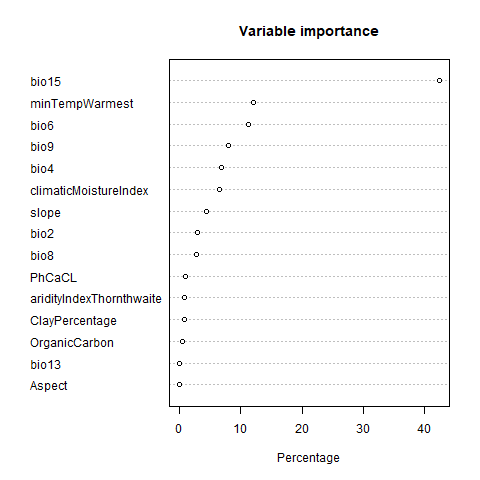 Variable importance
bio15
minTempWarmest
bio6
bio9
bio4
climaticMoistureIndex
slope
bio2
bio8
PhCaCL
aridityIndexThornthwaite
ClayPercentage
OrganicCarbon
bio13
Aspect
0 10 20 30 40
Percentage